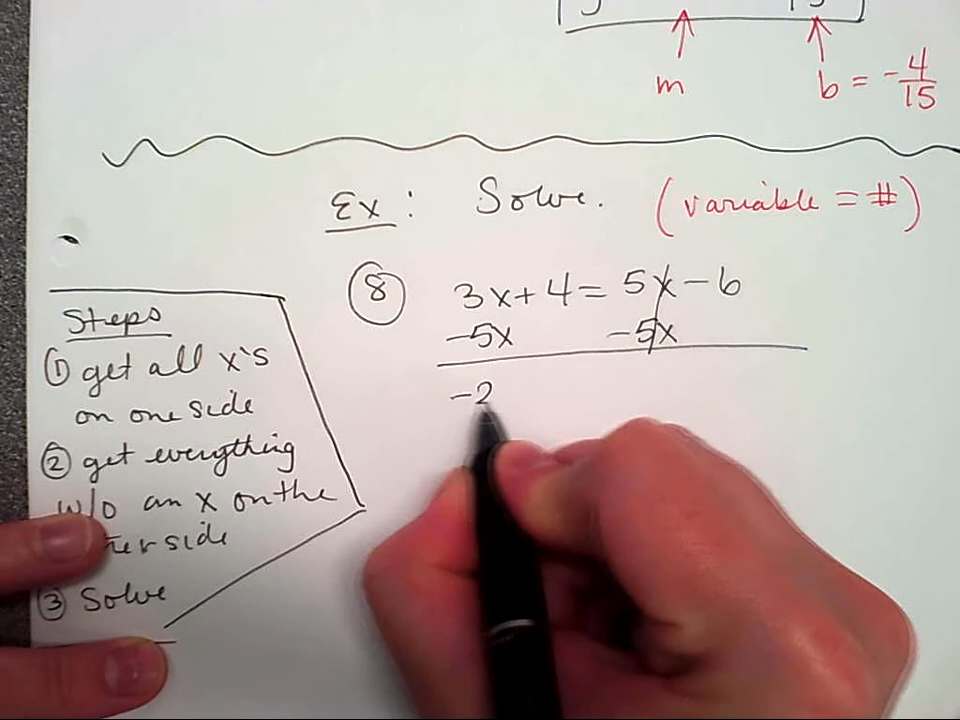 m
b = -4/15
Ex: Solve. (variable = #)
⑧ 3x+4 = 5x-6
-5x -5x
-2
Steps
① get all x's
on one side
② get everything
w/o an x on the
side
③ Solve